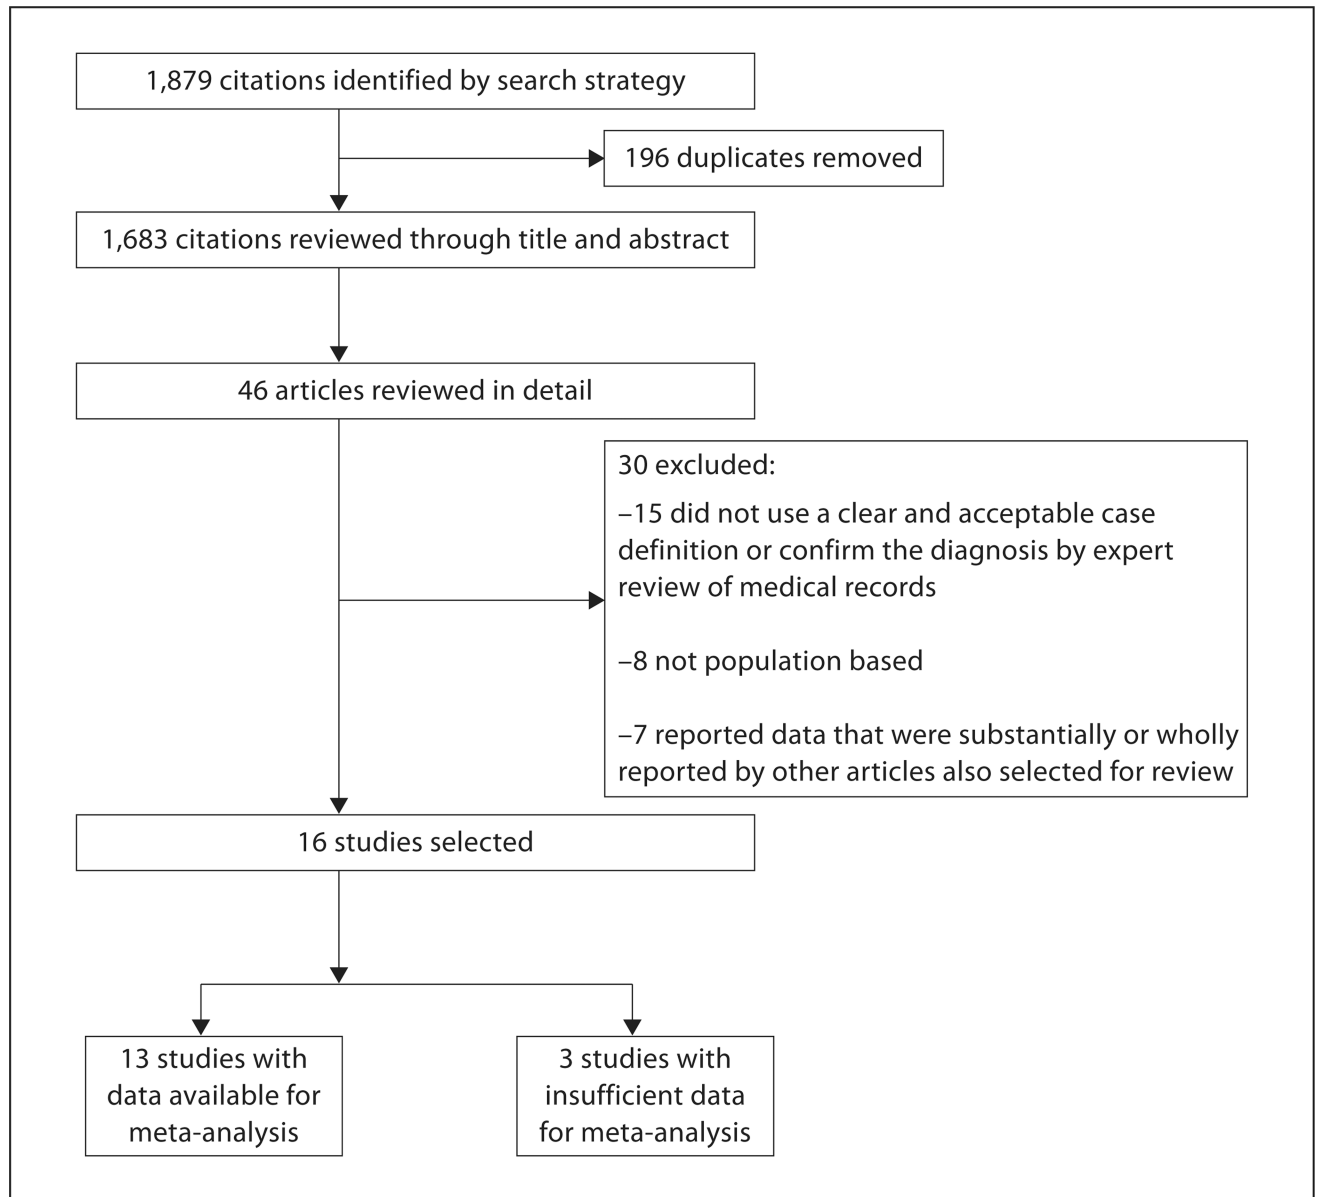 1,879 citations identified by search strategy
196 duplicates removed
1,683 citations reviewed through title and abstract
46 articles reviewed in detail
30 excluded:
–15 did not use a clear and acceptable case
definition or confirm the diagnosis by expert
review of medical records
–8 not population based
–7 reported data that were substantially or wholly
reported by other articles also selected for review
16 studies selected
13 studies with
data available for
meta-analysis
3 studies with
insufficient data
for meta-analysis